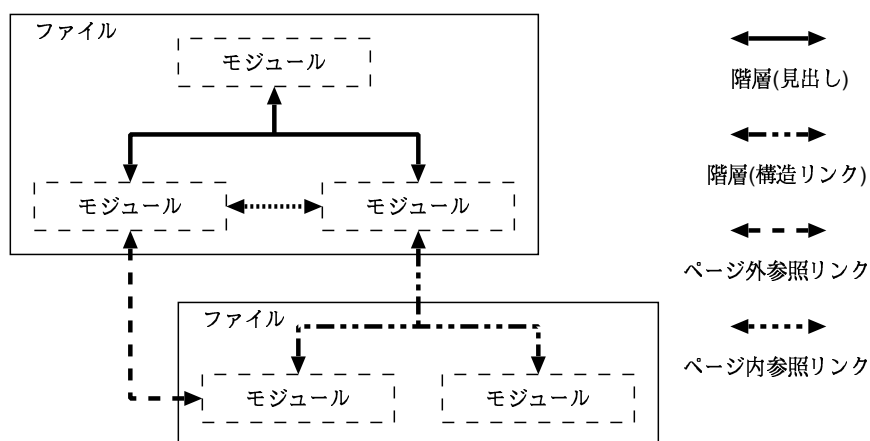 ファイル
モジュール
階層(見出し)
階層(構造リンク)
モジュール
モジュール
ページ外参照リンク
ファイル
ページ内参照リンク
モジュール
モジュール